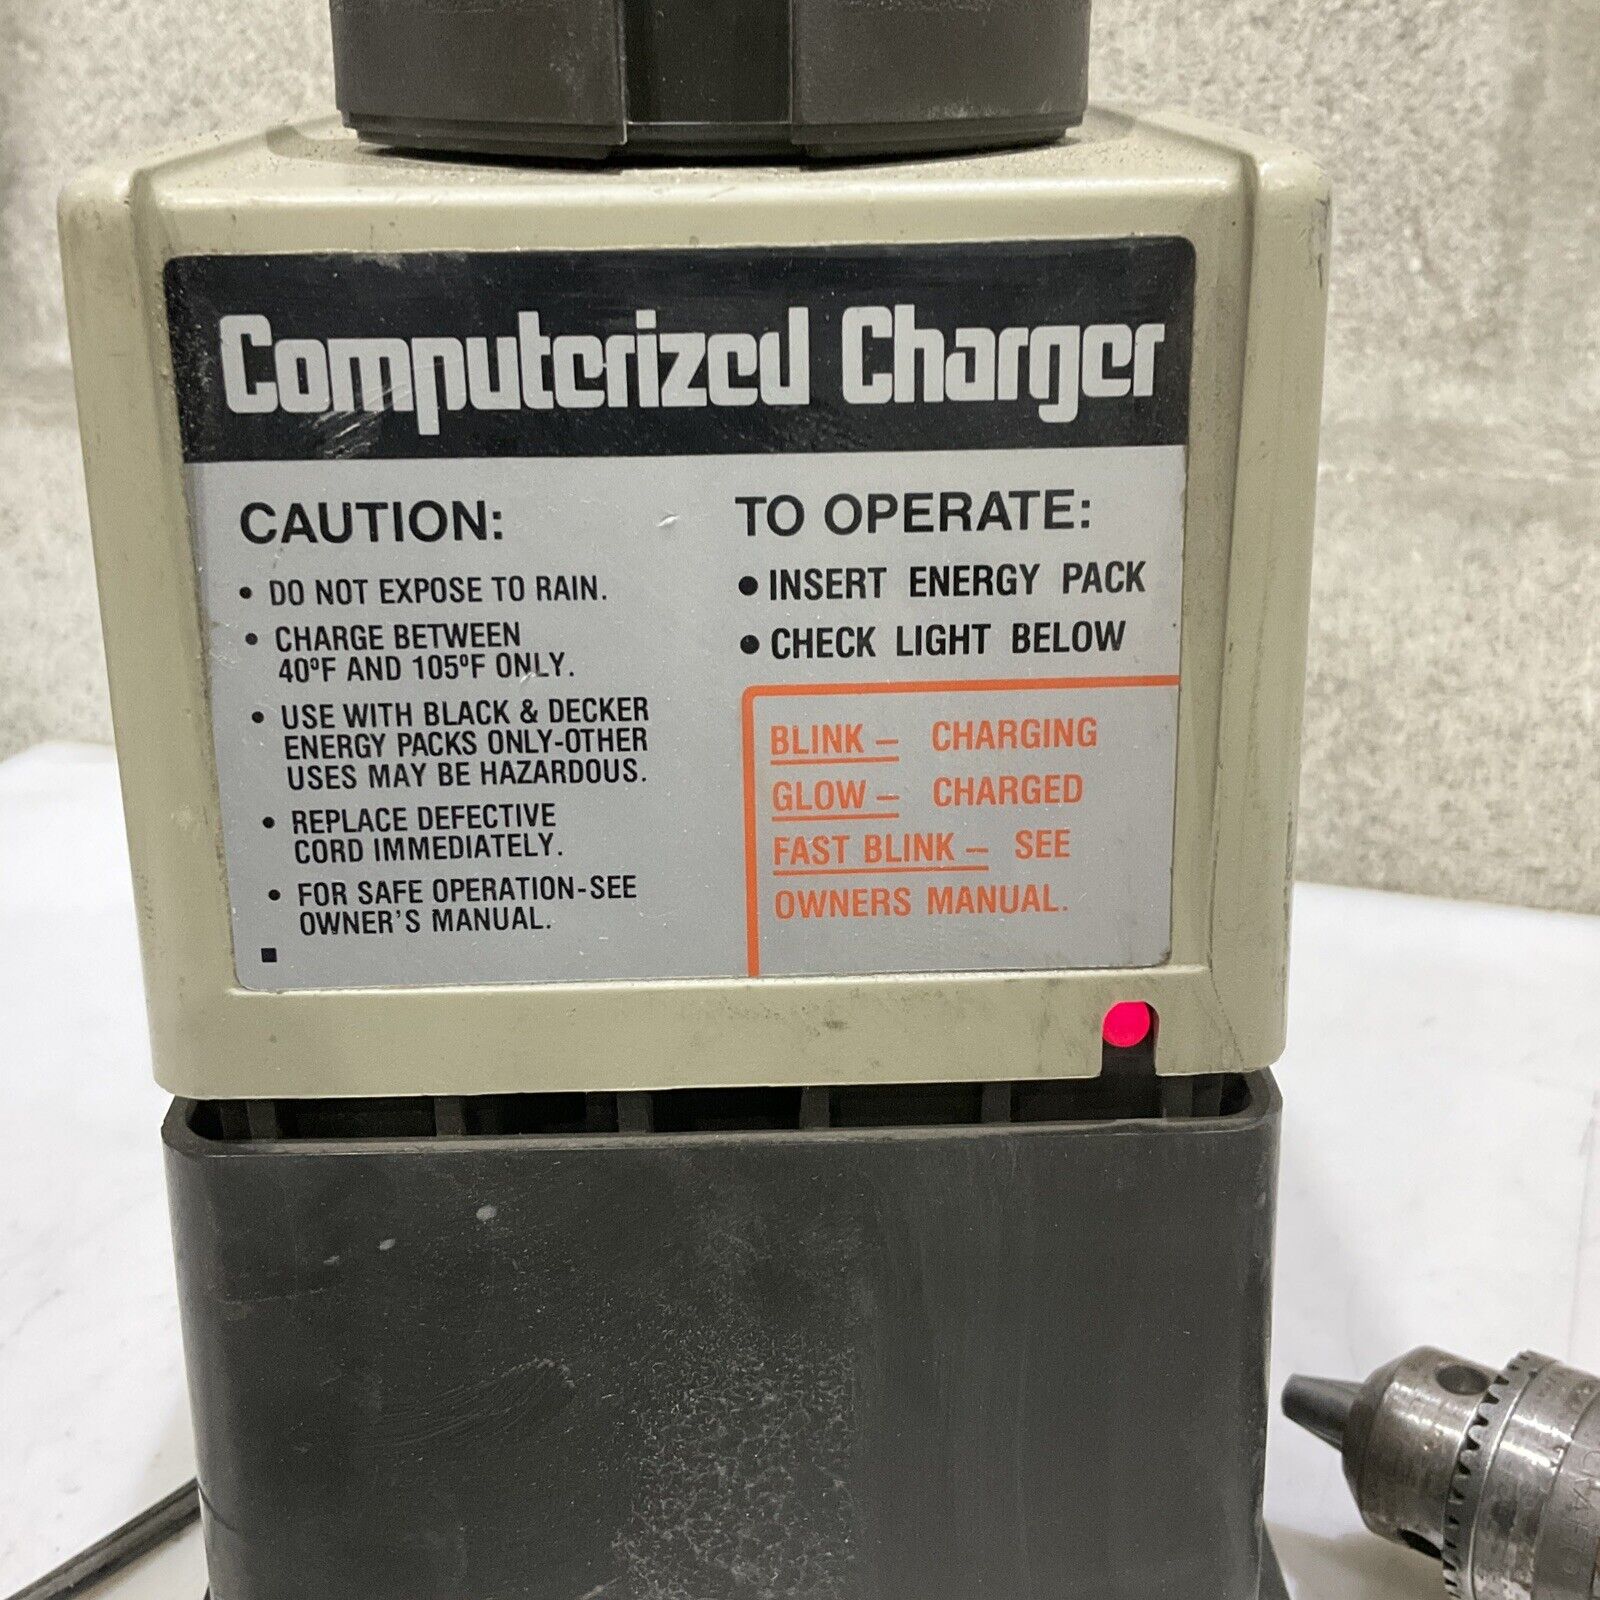 Computerized Charger
CAUTION:
• DO NOT EXPOSE TO RAIN.
• CHARGE BETWEEN
40ºF AND 105ºF ONLY.
• USE WITH BLACK & DECKER
ENERGY PACKS ONLY-OTHER
USES MAY BE HAZARDOUS.
• REPLACE DEFECTIVE
CORD IMMEDIATELY.
• FOR SAFE OPERATION-SEE
OWNER'S MANUAL.
TO OPERATE:
• INSERT ENERGY PACK
• CHECK LIGHT BELOW
BLINK – CHARGING
GLOW – CHARGED
FAST BLINK – SEE
OWNERS MANUAL.